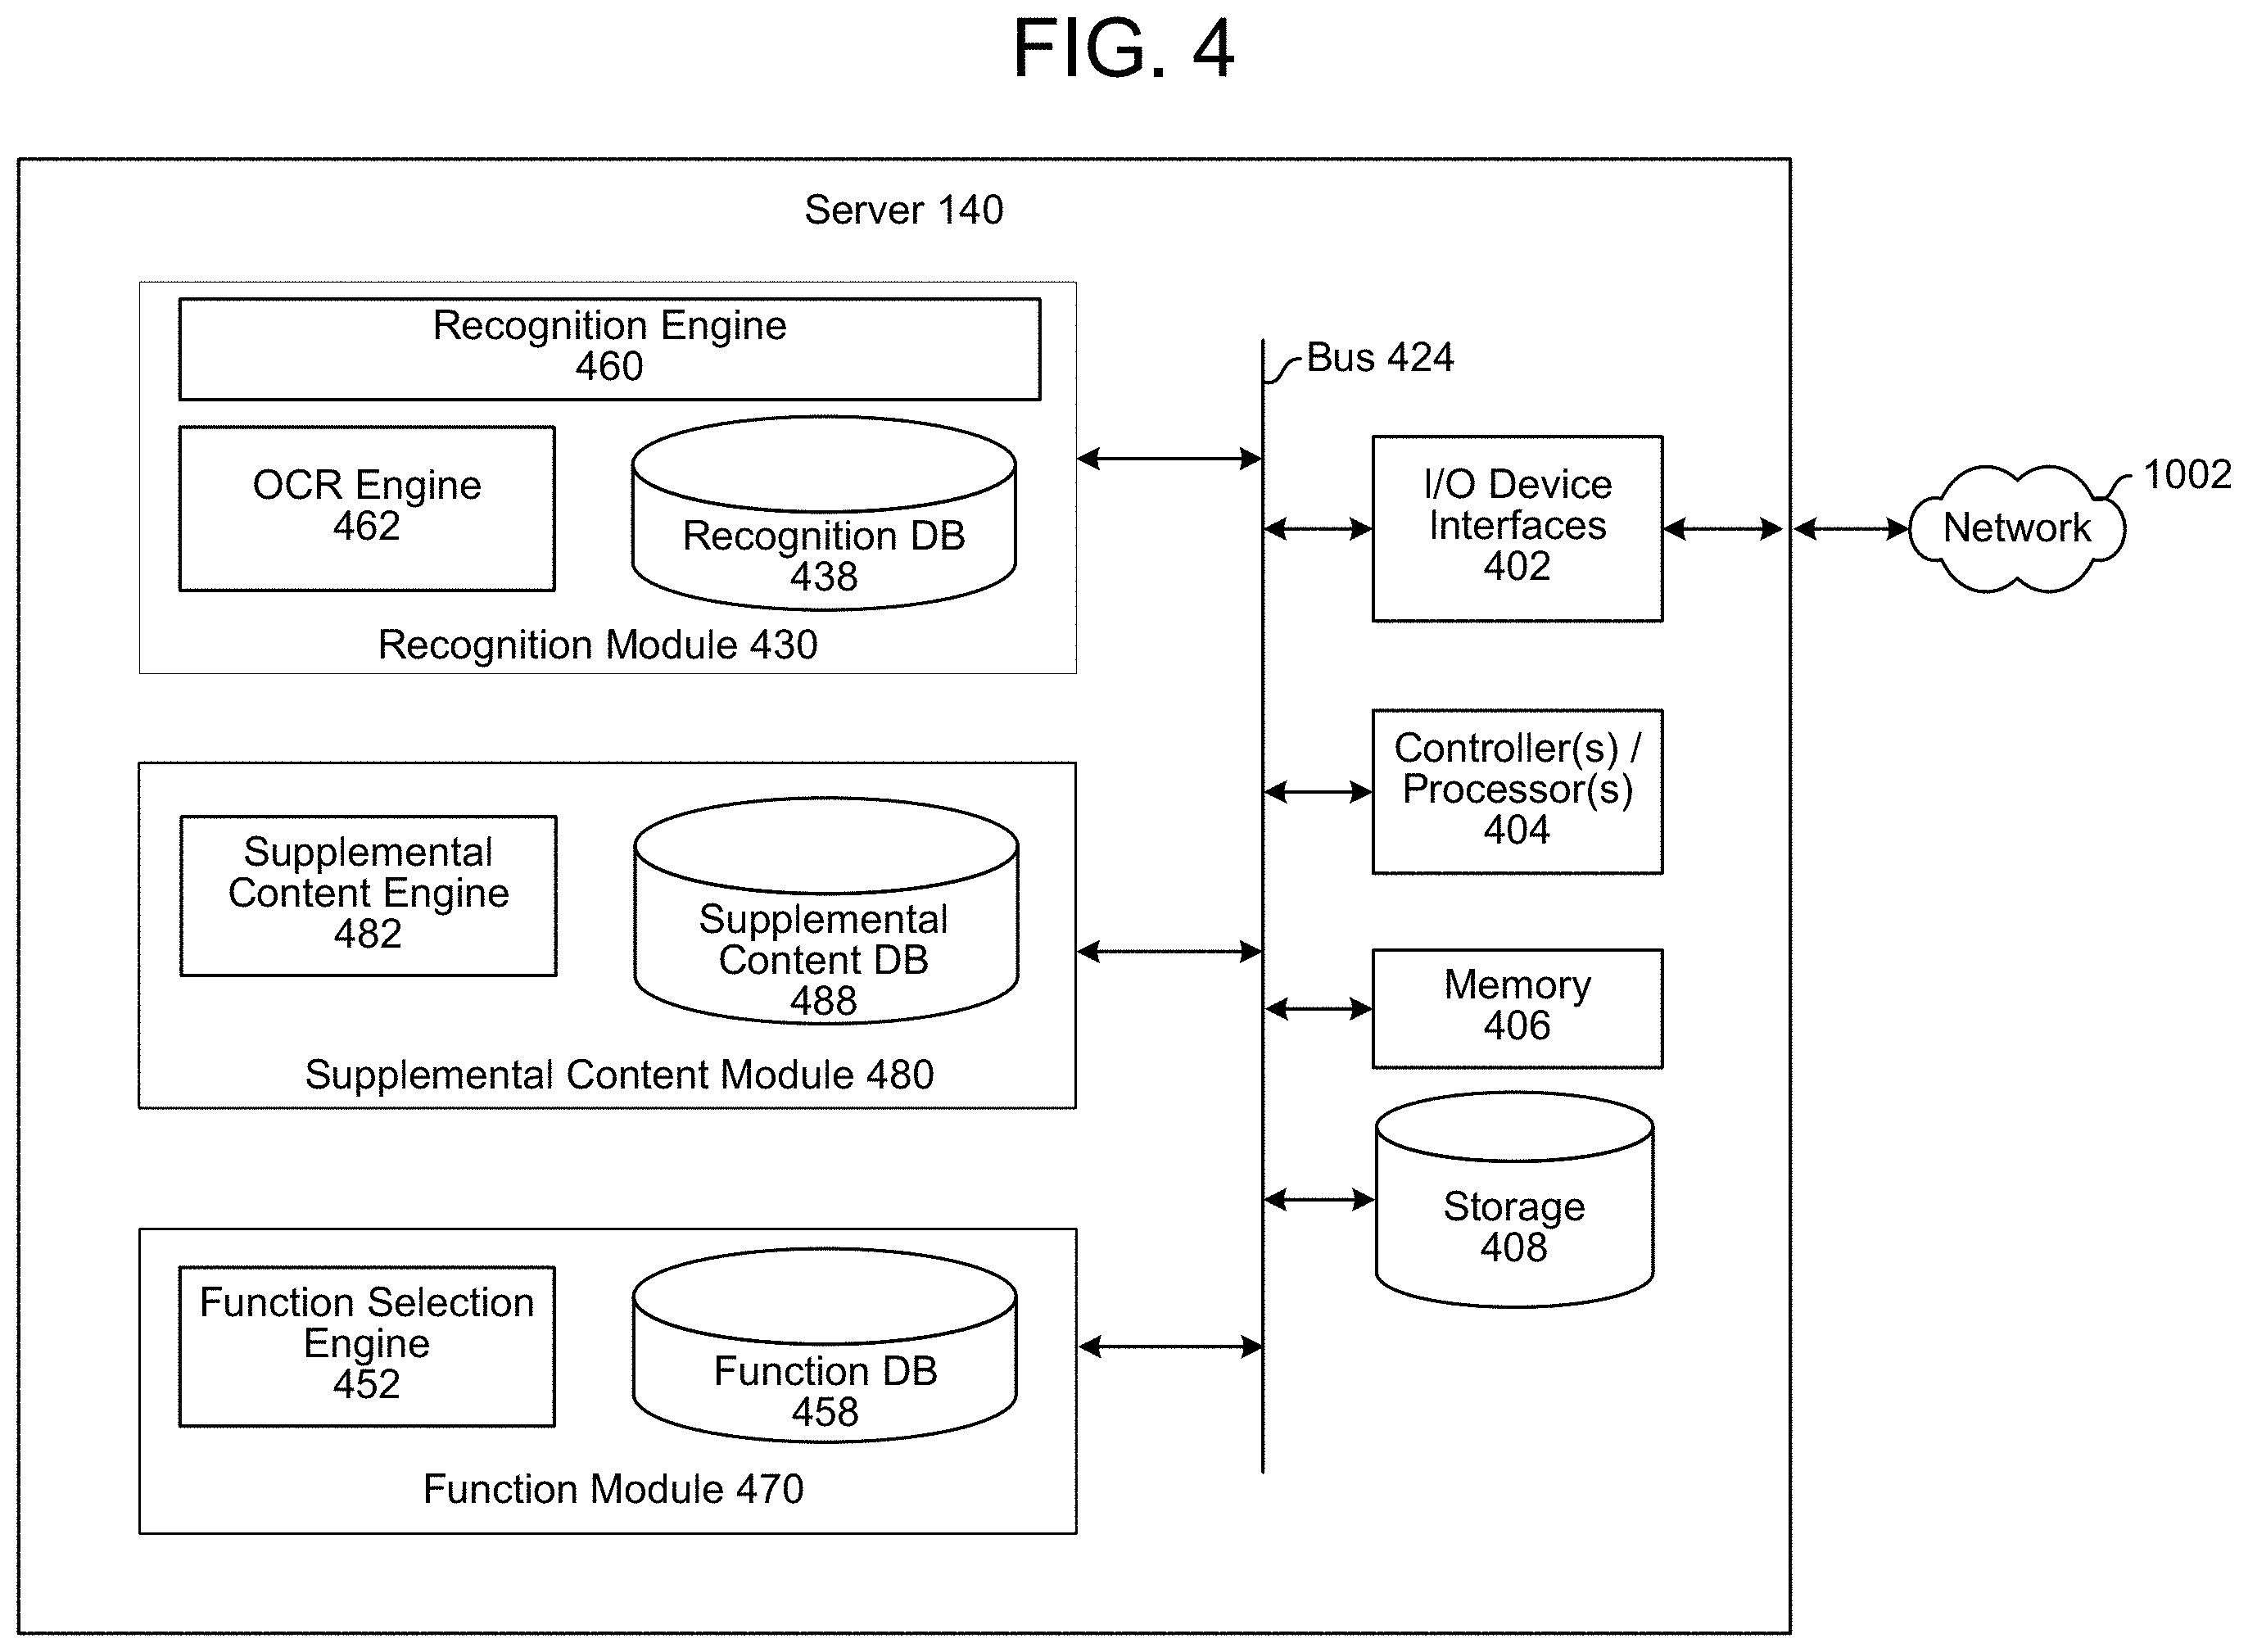 FIG. 4
Server 140
Recognition Engine
460
OCR Engine
462
Recognition DB
438
Recognition Module 430
Supplemental
Content Engine
482
Supplemental
Content DB
488
Supplemental Content Module 480
Function Selection
Engine
452
Function DB
458
Function Module 470
Bus 424
I/O Device
Interfaces
402
Controller(s) /
Processor(s)
404
Memory
406
Storage
408
1002
Network